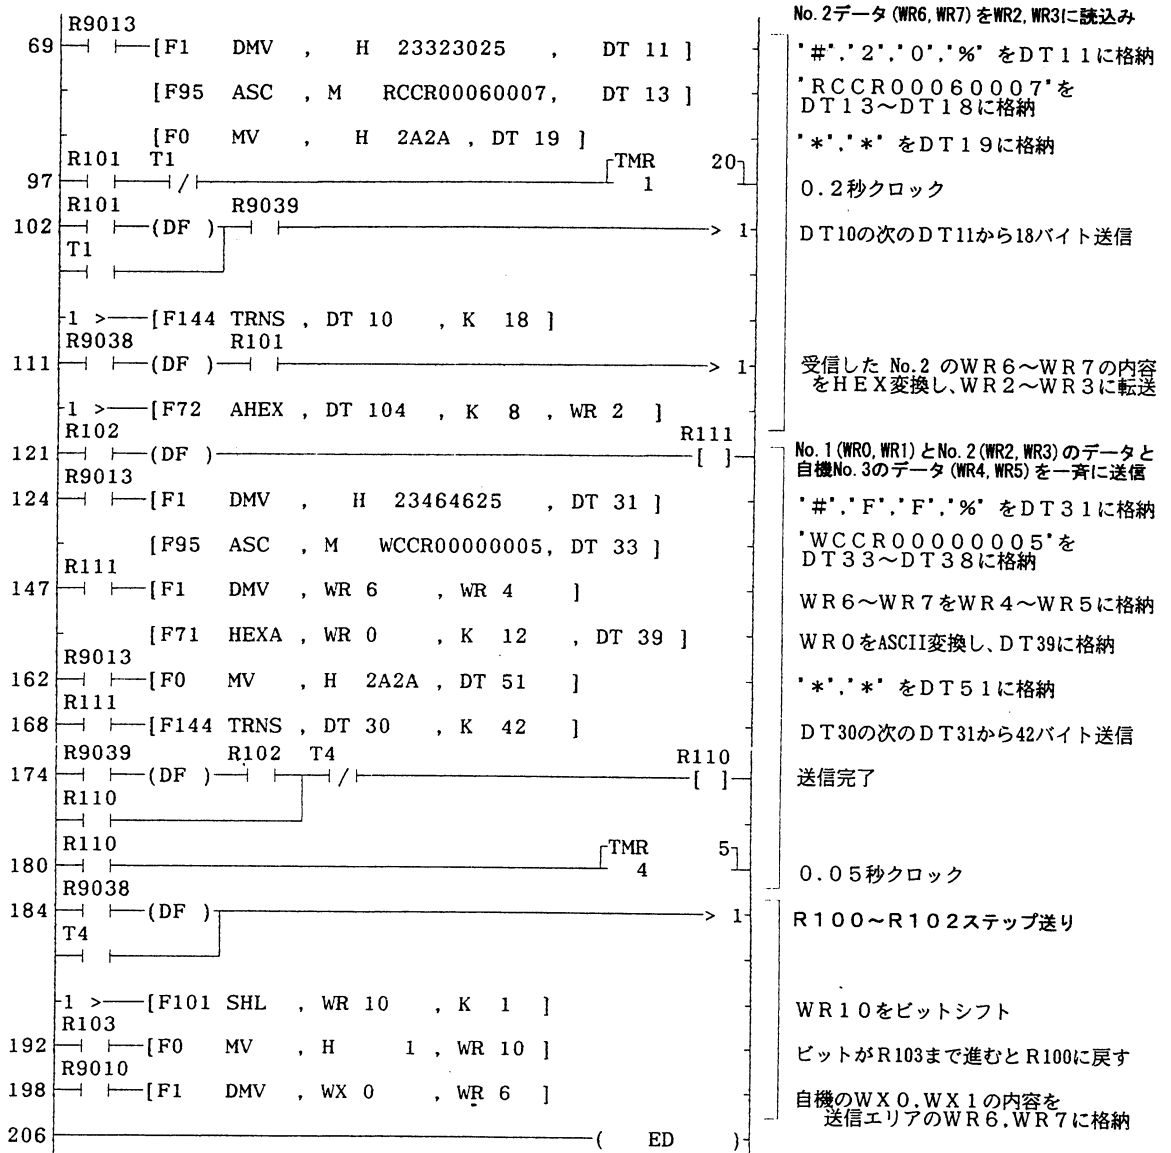 No.2データ(WR6,WR7)をWR2,WR3に読込み
R9013
69 [F1 DMV , H 23323025 , DT 11 ]
'#','2','0','%' をDT11に格納
[F95 ASC , M RCCR00060007, DT 13 ]
'RCCR00060007'を
DT13〜DT18に格納
[F0 MV , H 2A2A , DT 19 ]
'*','*' をDT19に格納
R101 T1
TMR 20
97 1
0.2秒クロック
R101 R9039
102 (DF ) > 1
DT10の次のDT11から18バイト送信
T1
1 > [F144 TRNS , DT 10 , K 18 ]
R9038 R101
111 (DF ) > 1
受信した No.2 のWR6〜WR7の内容
をHEX変換し、WR2〜WR3に転送
1 > [F72 AHEX , DT 104 , K 8 , WR 2 ]
R102 R111
121 (DF ) [ ]
No.1(WR0,WR1)とNo.2(WR2,WR3)のデータと
自機No.3のデータ(WR4,WR5)を一斉に送信
R9013
124 [F1 DMV , H 23464625 , DT 31 ]
'#','F','F','%' をDT31に格納
[F95 ASC , M WCCR00000005, DT 33 ]
'WCCR00000005'を
DT33〜DT38に格納
R111
147 [F1 DMV , WR 6 , WR 4 ]
WR6〜WR7をWR4〜WR5に格納
[F71 HEXA , WR 0 , K 12 , DT 39 ]
WR0をASCII変換し、DT39に格納
R9013
162 [F0 MV , H 2A2A , DT 51 ]
'*','*' をDT51に格納
R111
168 [F144 TRNS , DT 30 , K 42 ]
DT30の次のDT31から42バイト送信
R9039 R102 T4 R110
174 (DF ) [ ]
送信完了
R110
R110
TMR 5
180 4
0.05秒クロック
R9038
184 (DF ) > 1
R100〜R102ステップ送り
T4
1 > [F101 SHL , WR 10 , K 1 ]
WR10をビットシフト
R103
192 [F0 MV , H 1 , WR 10 ]
ビットがR103まで進むとR100に戻す
R9010
198 [F1 DMV , WX 0 , WR 6 ]
自機のWX0,WX1の内容を
送信エリアのWR6,WR7に格納
206 ( ED )